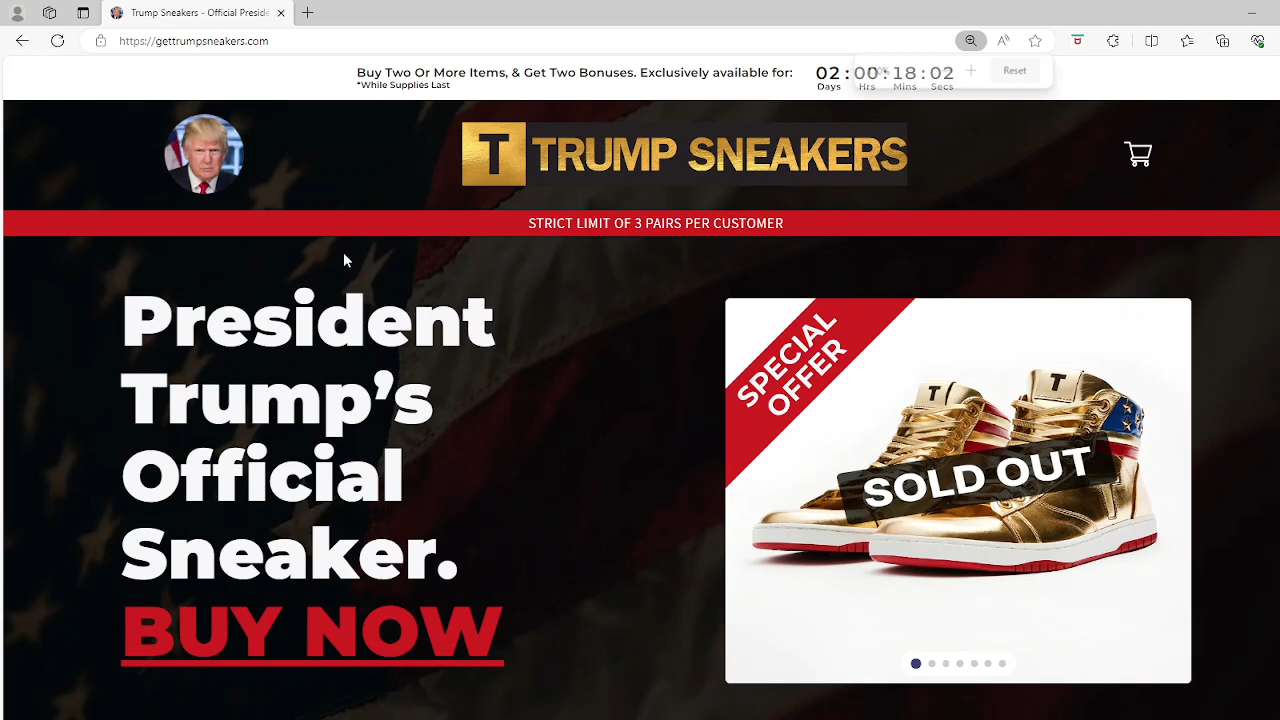 Trump Sneakers - Official Preside
https://gettrumpsneakers.com
Buy Two Or More Items, & Get Two Bonuses. Exclusively available for:
*While Supplies Last
02:00:18:02
Days Hrs Mins Secs
Reset
T TRUMP SNEAKERS
STRICT LIMIT OF 3 PAIRS PER CUSTOMER
President
Trump's
Official
Sneaker.
BUY NOW
SPECIAL
OFFER
T
T
SOLD OUT